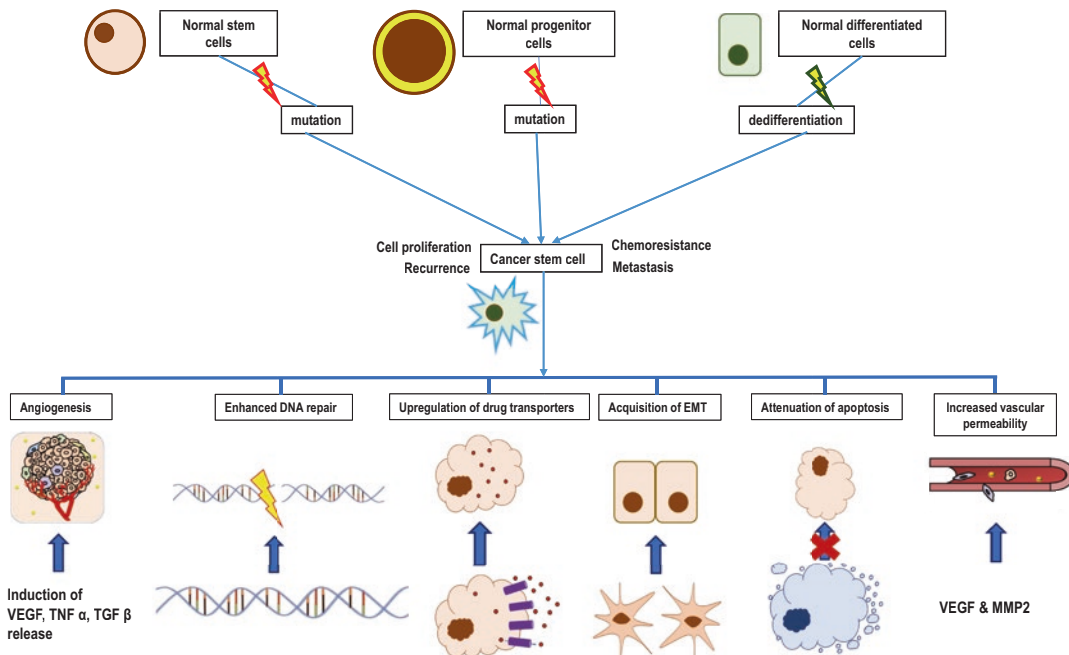 Normal stem
cells
Normal progenitor
cells
Normal differentiated
cells
mutation
mutation
dedifferentiation
Cell proliferation
Recurrence
Cancer stem cell
Chemoresistance
Metastasis
Angiogenesis
Enhanced DNA repair
Upregulation of drug transporters
Acquisition of EMT
Attenuation of apoptosis
Increased vascular
permeability
Induction of
VEGF, TNF α, TGF β
release
VEGF & MMP2